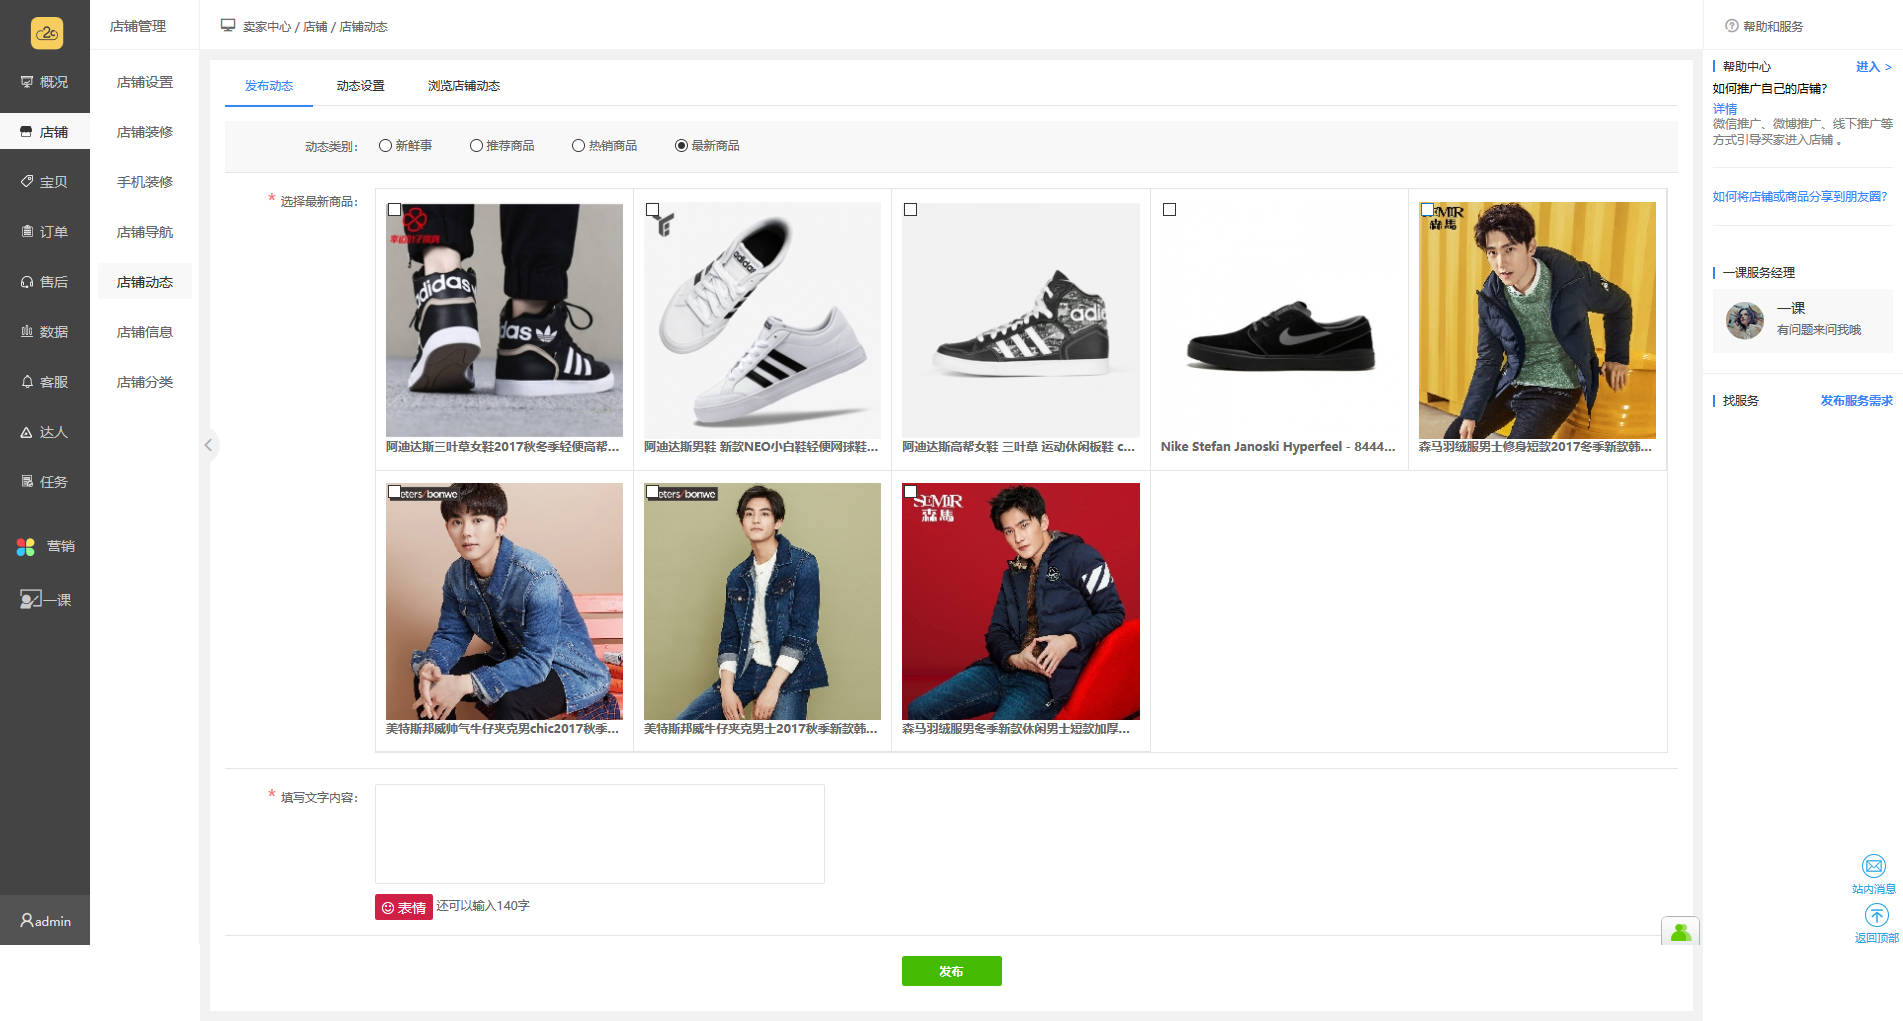 店铺管理
卖家中心 / 店铺 / 店铺动态
帮助和服务
概况
店铺
宝贝
订单
售后
数据
客服
达人
任务
营销
一课
admin
店铺设置
店铺装修
手机装修
店铺导航
店铺动态
店铺信息
店铺分类
发布动态
动态设置
浏览店铺动态
动态类别：
新鲜事
推荐商品
热销商品
最新商品
* 选择最新商品：
幸运叶子体育
adidas
阿迪达斯三叶草女鞋2017秋冬季轻便高帮...
adidas
阿迪达斯男鞋 新款NEO小白鞋轻便网球鞋...
阿迪达斯高帮女鞋 三叶草 运动休闲板鞋 c...
Nike Stefan Janoski Hyperfeel - 8444...
SEMIR
森馬
森马羽绒服男士修身短款2017冬季新款韩...
eters/bonwe
美特斯邦威帅气牛仔夹克男chic2017秋季...
eters/bonwe
美特斯邦威牛仔夹克男士2017秋季新款韩...
SEMIR
森馬
森马羽绒服男冬季新款休闲男士短款加厚...
* 填写文字内容：
表情
还可以输入140字
发布
帮助中心
进入 >
如何推广自己的店铺?
详情
微信推广、微博推广、线下推广等
方式引导买家进入店铺 。
如何将店铺或商品分享到朋友圈?
一课服务经理
一课
有问题来问我哦
找服务
发布服务需求
站内消息
返回顶部